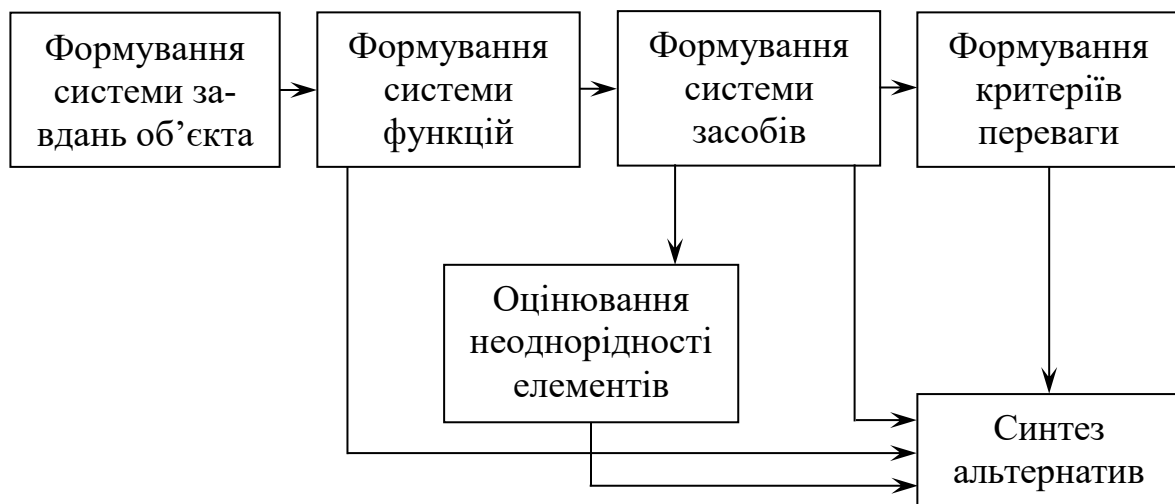 Формування
системи за-
вдань об’єкта
Формування
системи
функцій
Формування
системи
засобів
Формування
критеріїв
переваги
Оцінювання
неоднорідності
елементів
Синтез
альтернатив